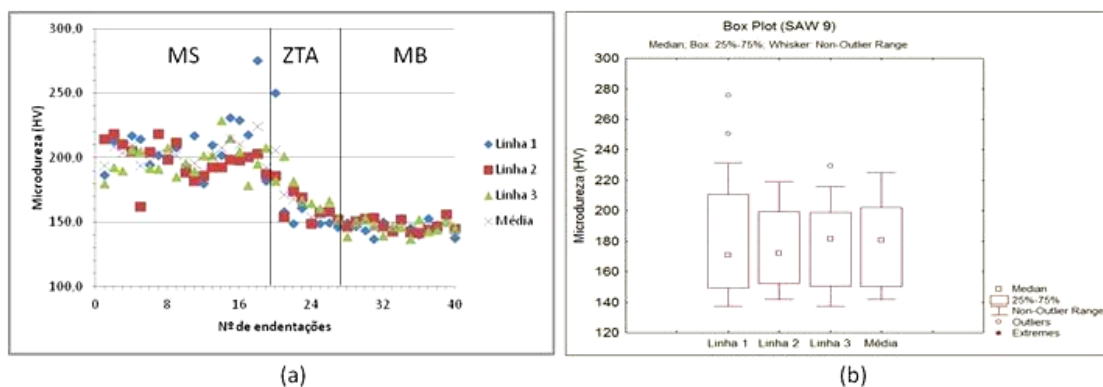 300.0
250.0
200.0
150.0
100.0
Microdureza (HV)
MS
ZTA
MB
0
8
16
24
32
40
Nº de endentações
Linha 1
Linha 2
Linha 3
Média
(a)
Box Plot (SAW 9)
Median; Box: 25%-75%; Whisker: Non-Outlier Range
300
280
260
240
220
200
180
160
140
120
Microdureza (HV)
Linha 1 Linha 2 Linha 3 Média
Median
25%-75%
Non-Outlier Range
Outliers
Extremes
(b)